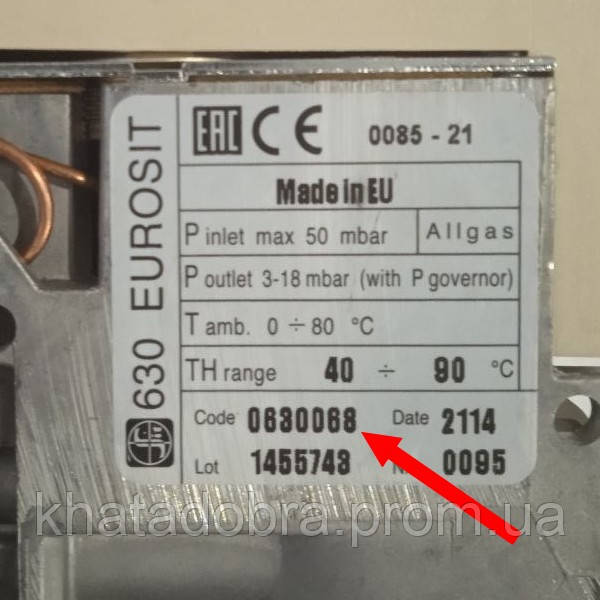 630 EUROSIT
EAC CE 0085 - 21
Made in EU
P inlet max 50 mbar Allgas
P outlet 3-18 mbar (with P governor)
T amb. 0 ÷ 80 °C
TH range 40 ÷ 90 °C
Code 0630068 Date 2114
Lot 1455743 0095
khatadobra.prom.ua